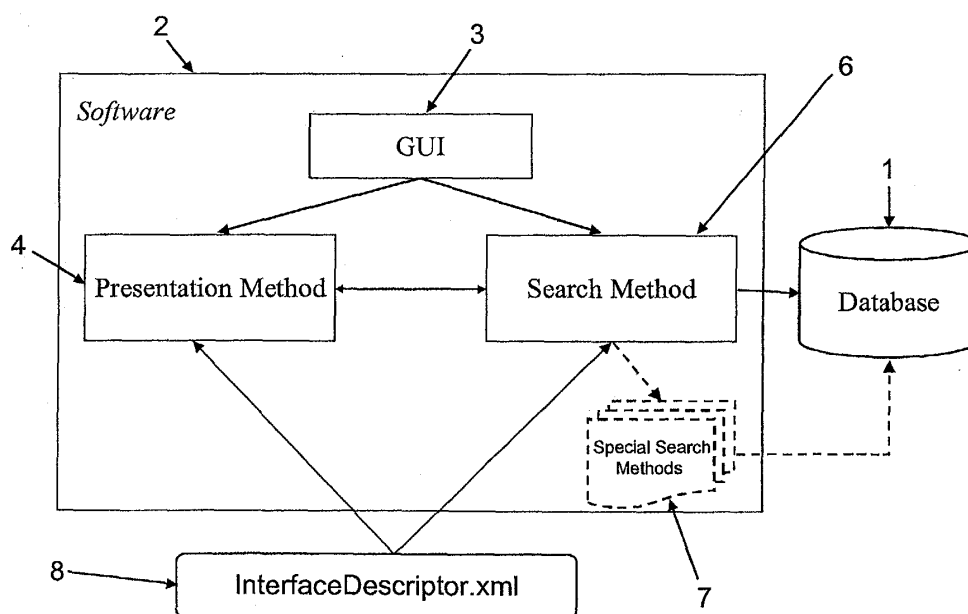 2
3
6
Software
GUI
1
4
Presentation Method
Search Method
Database
Special Search
Methods
8
InterfaceDescriptor.xml
7